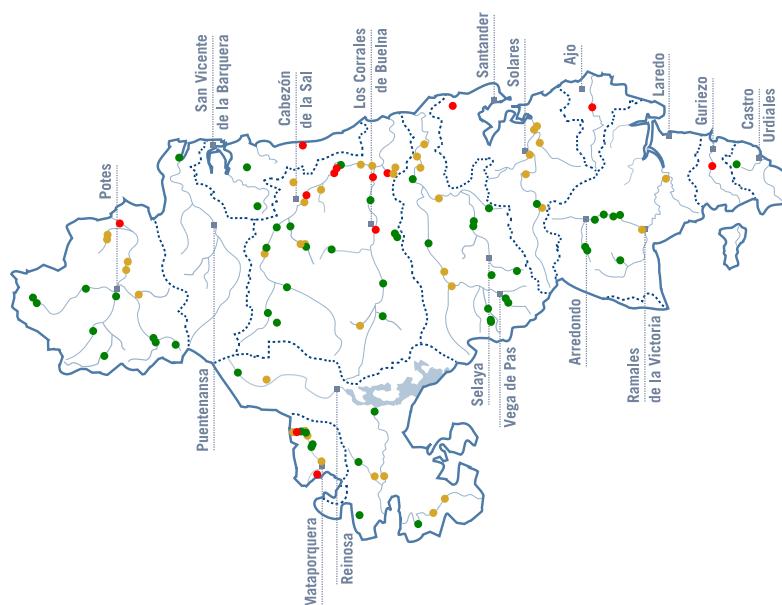 Potes
San Vicente
de la Barquera
Puentenansa
Cabezón
de la Sal
Los Corrales
de Buelna
Mataporquera
Reinosa
Santander
Solares
Selaya
Vega de Pas
Ajo
Arredondo
Laredo
Ramales
de la Victoria
Guriezo
Castro
Urdiales